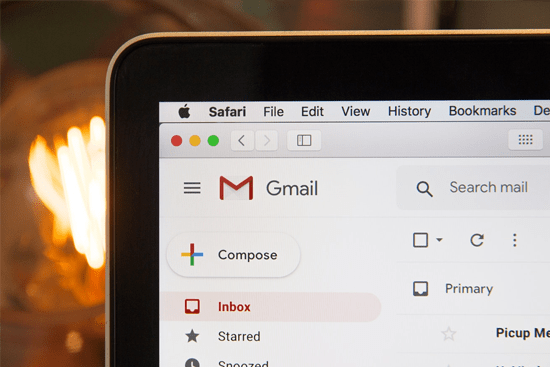 Safari File Edit View History Bookmarks De
Gmail
Search mail
Compose
Primary
Inbox
Starred
Picup Me
Snoozed